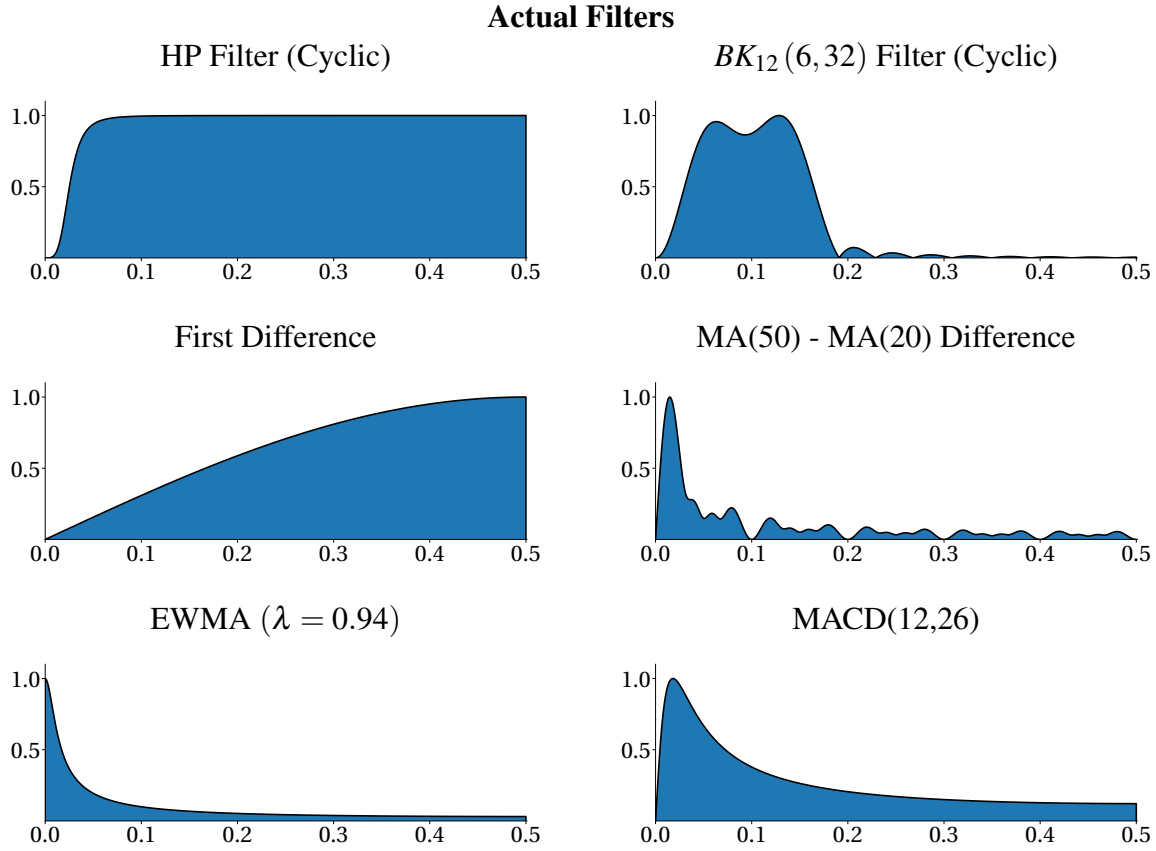 Actual Filters
HP Filter (Cyclic)
BK₁₂ (6, 32) Filter (Cyclic)
1.0
0.5
0.0 0.1 0.2 0.3 0.4 0.5
1.0
0.5
0.0 0.1 0.2 0.3 0.4 0.5
First Difference
MA(50) - MA(20) Difference
1.0
0.5
0.0 0.1 0.2 0.3 0.4 0.5
1.0
0.5
0.0 0.1 0.2 0.3 0.4 0.5
EWMA (λ = 0.94)
MACD(12,26)
1.0
0.5
0.0 0.1 0.2 0.3 0.4 0.5
1.0
0.5
0.0 0.1 0.2 0.3 0.4 0.5